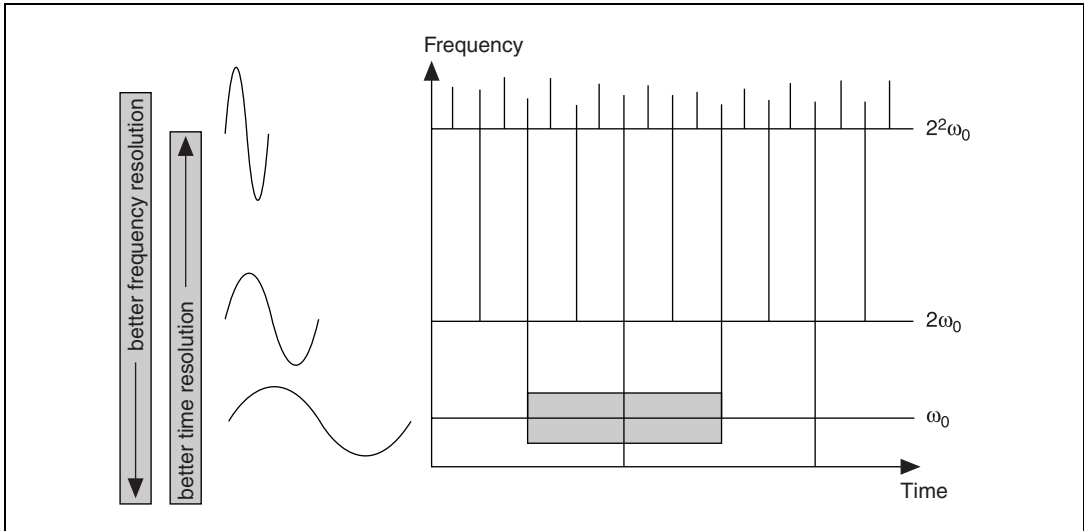 better frequency resolution
better time resolution
Frequency
2²ω₀
2ω₀
ω₀
Time